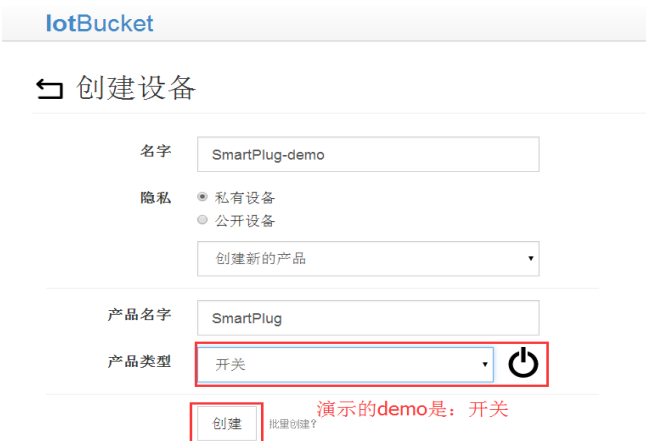 IotBucket
创建设备
名字 SmartPlug-demo
隐私 私有设备
公开设备
创建新的产品
产品名字 SmartPlug
产品类型 开关
演示的demo是：开关
创建 批量创建?